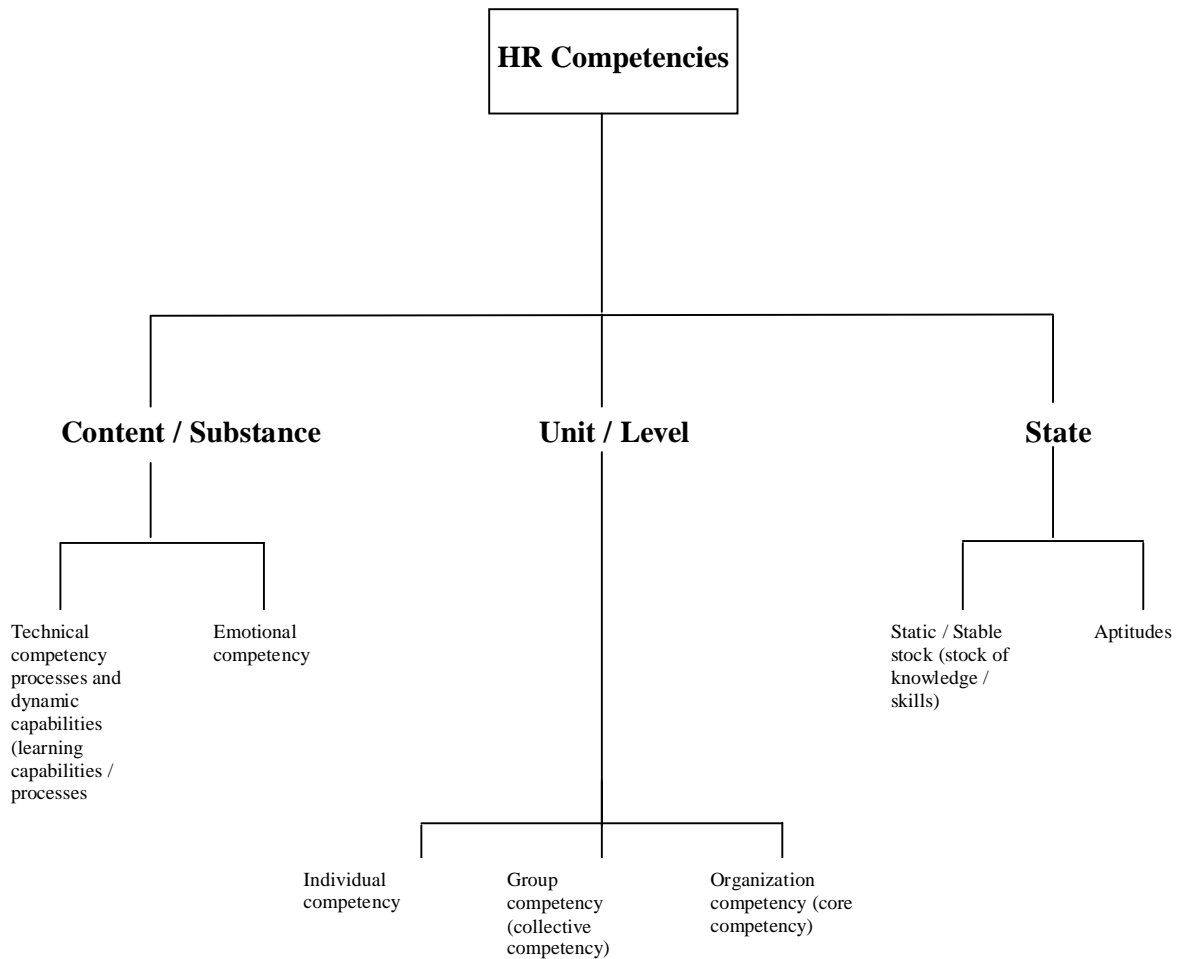 HR Competencies
Content / Substance
Unit / Level
State
Technical
competency
processes and
dynamic
capabilities
(learning
capabilities /
processes
Emotional
competency
Static / Stable
stock (stock of
knowledge /
skills)
Aptitudes
Individual
competency
Group
competency
(collective
competency)
Organization
competency (core
competency)